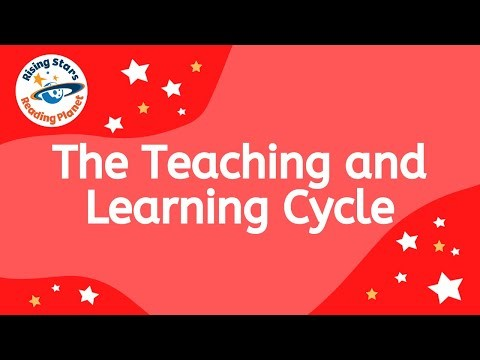 Rising Stars
Reading Planet
The Teaching and
Learning Cycle